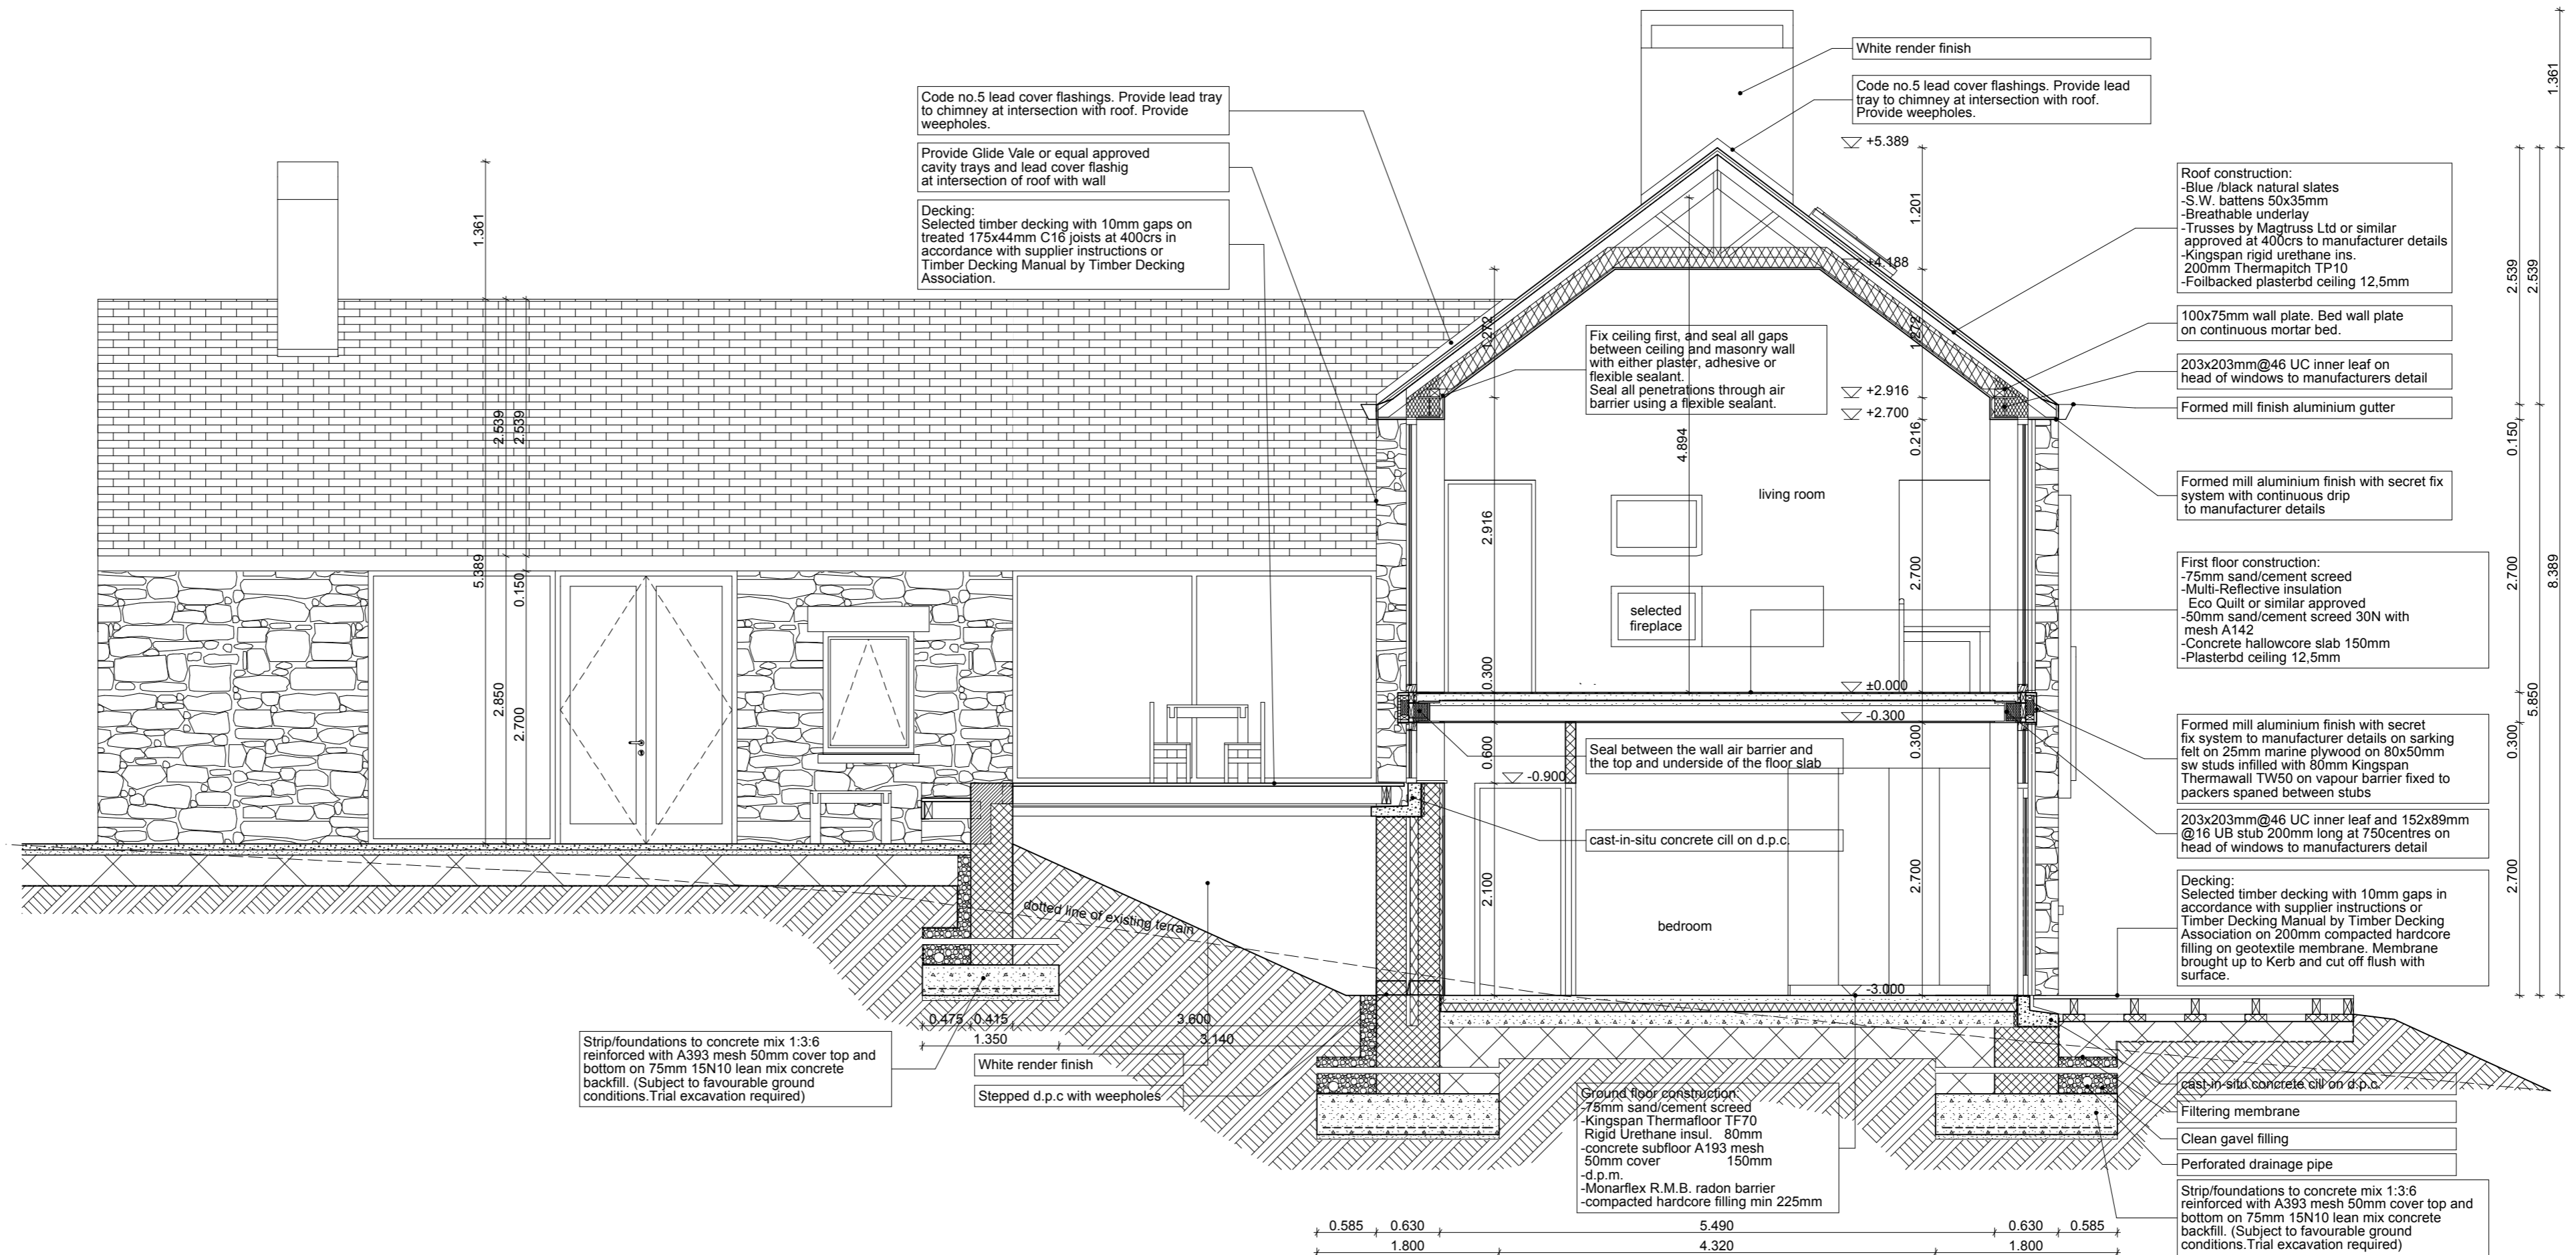 White render finish
Code no.5 lead cover flashings. Provide lead
tray to chimney at intersection with roof.
Provide weepholes.
Code no.5 lead cover flashings. Provide lead tray
to chimney at intersection with roof. Provide
weepholes.
Provide Glide Vale or equal approved
cavity trays and lead cover flashig
at intersection of roof with wall
Decking:
Selected timber decking with 10mm gaps on
treated 175x44mm C16 joists at 400crs in
accordance with supplier instructions or
Timber Decking Manual by Timber Decking
Association.
Roof construction:
-Blue /black natural slates
-S.W. battens 50x35mm
-Breathable underlay
-Trusses by Magtruss Ltd or similar
approved at 400crs to manufacturer details
-Kingspan rigid urethane ins.
200mm Thermapitch TP10
-Foilbacked plasterbd ceiling 12,5mm
100x75mm wall plate. Bed wall plate
on continuous mortar bed.
203x203mm@46 UC inner leaf on
head of windows to manufacturers detail
Formed mill finish aluminium gutter
Formed mill aluminium finish with secret fix
system with continuous drip
to manufacturer details
First floor construction:
-75mm sand/cement screed
-Multi-Reflective insulation
Eco Quilt or similar approved
-50mm sand/cement screed 30N with
mesh A142
-Concrete hallowcore slab 150mm
-Plasterbd ceiling 12,5mm
Formed mill aluminium finish with secret
fix system to manufacturer details on sarking
felt on 25mm marine plywood on 80x50mm
sw studs infilled with 80mm Kingspan
Thermawall TW50 on vapour barrier fixed to
packers spaned between stubs
203x203mm@46 UC inner leaf and 152x89mm
@16 UB stub 200mm long at 750centres on
head of windows to manufacturers detail
Decking:
Selected timber decking with 10mm gaps in
accordance with supplier instructions or
Timber Decking Manual by Timber Decking
Association on 200mm compacted hardcore
filling on geotextile membrane. Membrane
brought up to Kerb and cut off flush with
surface.
cast-in-situ concrete cill on d.p.c.
Filtering membrane
Clean gavel filling
Perforated drainage pipe
Strip/foundations to concrete mix 1:3:6
reinforced with A393 mesh 50mm cover top and
bottom on 75mm 15N10 lean mix concrete
backfill. (Subject to favourable ground
conditions.Trial excavation required)
Fix ceiling first, and seal all gaps
between ceiling and masonry wall
with either plaster, adhesive or
flexible sealant.
Seal all penetrations through air
barrier using a flexible sealant.
living room
selected
fireplace
Seal between the wall air barrier and
the top and underside of the floor slab
cast-in-situ concrete cill on d.p.c.
bedroom
dotted line of existing terrain
Strip/foundations to concrete mix 1:3:6
reinforced with A393 mesh 50mm cover top and
bottom on 75mm 15N10 lean mix concrete
backfill. (Subject to favourable ground
conditions.Trial excavation required)
White render finish
Stepped d.p.c with weepholes
Ground floor construction:
-75mm sand/cement screed
-Kingspan Thermafloor TF70
Rigid Urethane insul. 80mm
-concrete subfloor A193 mesh
50mm cover 150mm
-d.p.m.
-Monarflex R.M.B. radon barrier
-compacted hardcore filling min 225mm
+5.389
+4.188
+2.916
+2.700
±0.000
-0.300
-0.900
-3.000
1.361
2.539
2.539
5.389
0.150
2.850
2.700
1.272
2.916
0.300
0.600
2.100
4.894
1.201
1.272
0.216
2.700
0.300
2.700
1.361
2.539
2.539
0.150
2.700
8.389
5.850
0.300
2.700
0.475 0.415 3.600
1.350 3.140
0.585 0.630 5.490 0.630 0.585
1.800 4.320 1.800